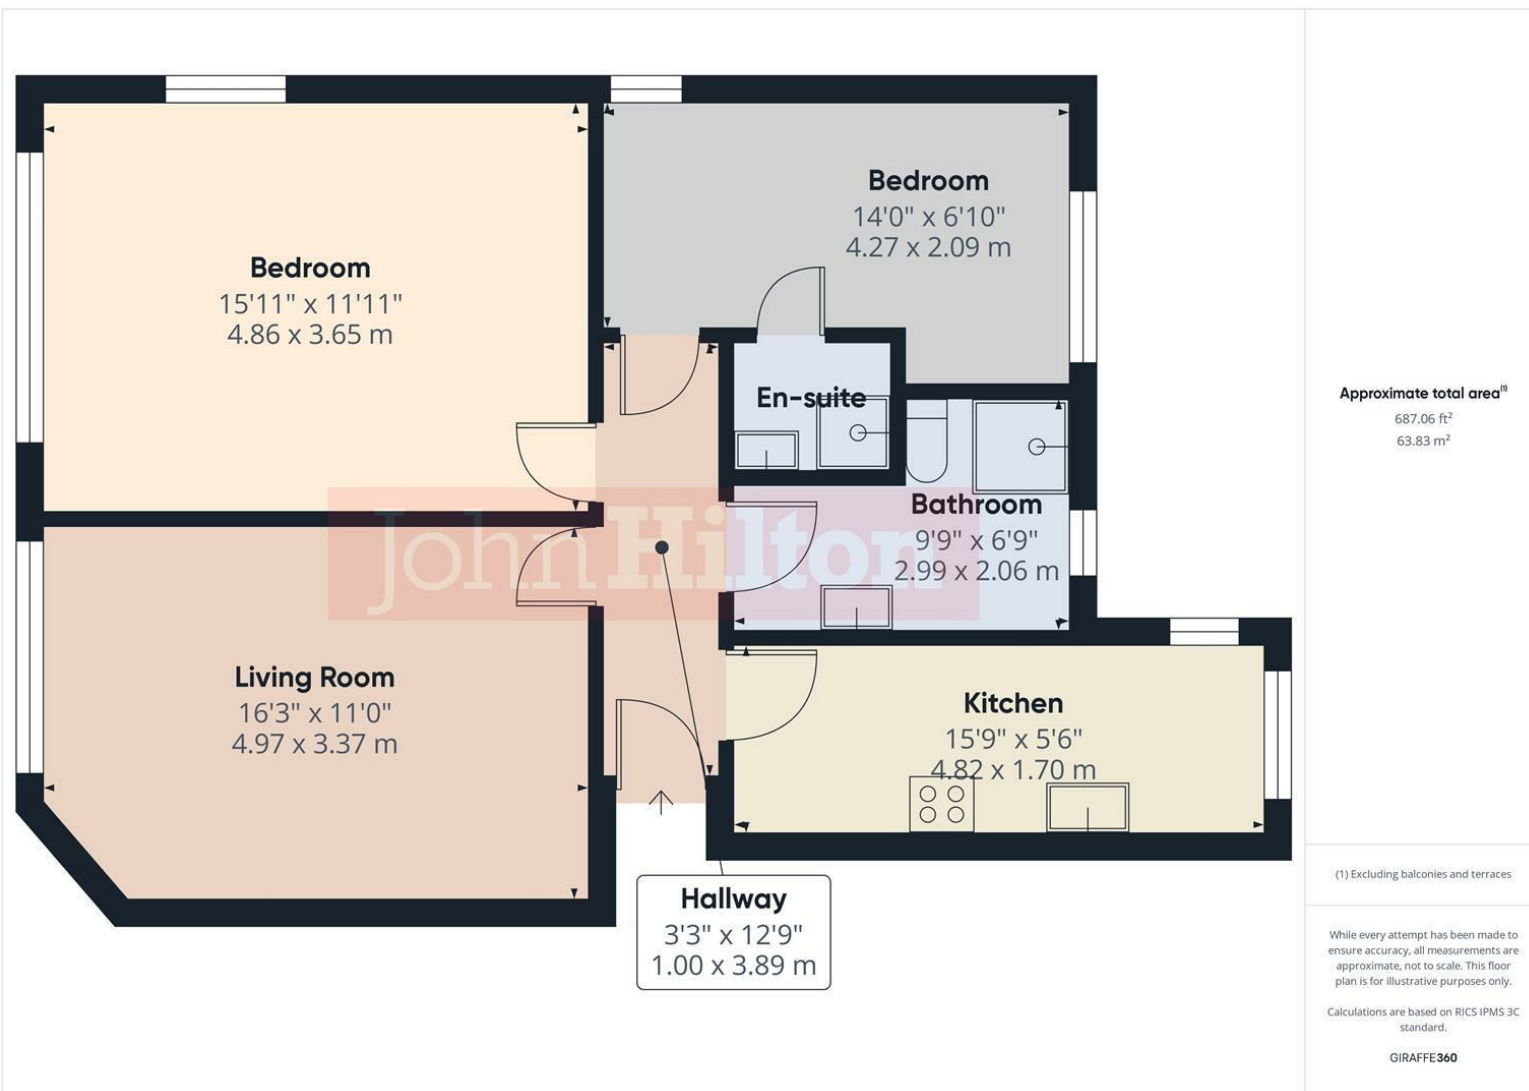 Bedroom
15'11" x 11'11"
4.86 x 3.65 m
Bedroom
14'0" x 6'10"
4.27 x 2.09 m
En-suite
Bathroom
9'9" x 6'9"
2.99 x 2.06 m
John Hilton
Living Room
16'3" x 11'0"
4.97 x 3.37 m
Kitchen
15'9" x 5'6"
4.82 x 1.70 m
Hallway
3'3" x 12'9"
1.00 x 3.89 m
Approximate total area(1)
687.06 ft²
63.83 m²
(1) Excluding balconies and terraces
While every attempt has been made to
ensure accuracy, all measurements are
approximate, not to scale. This floor
plan is for illustrative purposes only.
Calculations are based on RICS IPMS 3C
standard.
GIRAFFE360